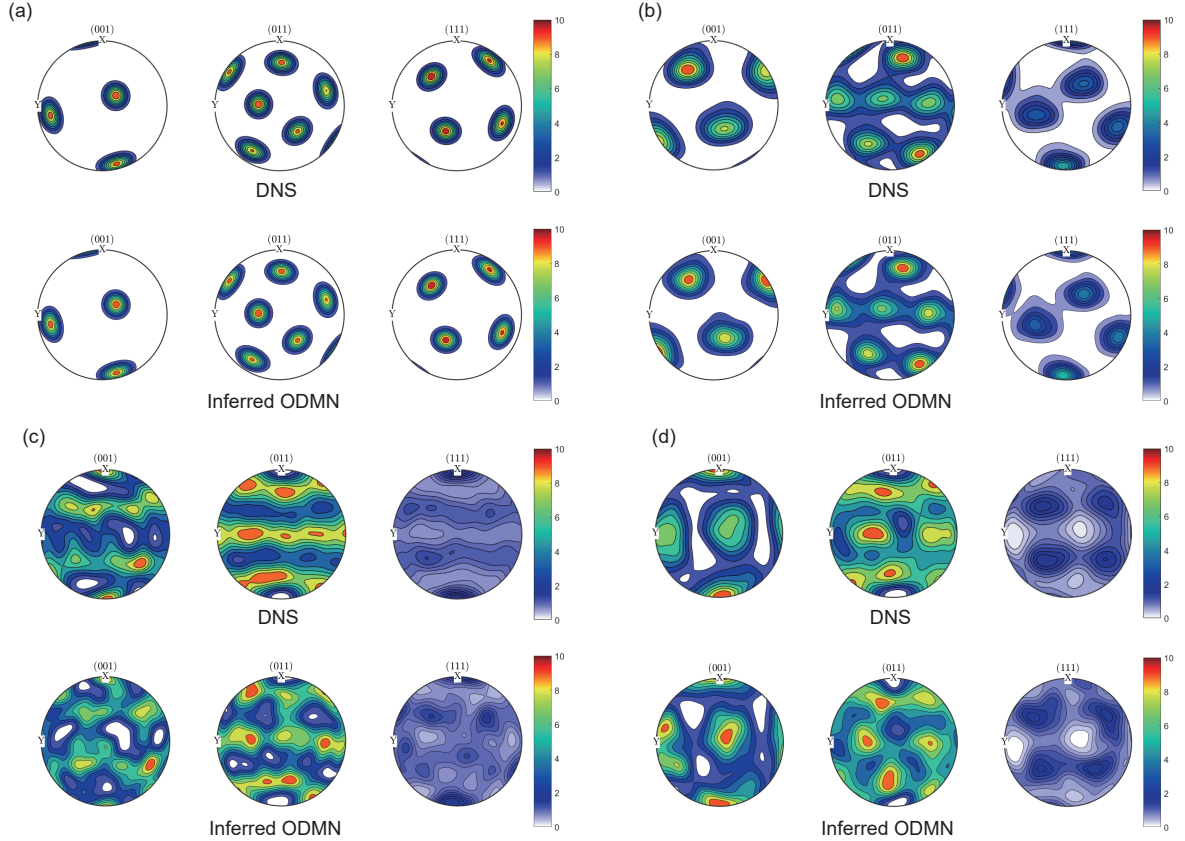 (a)
(001) (011) (111)
X X X
Y Y Y
10
8
6
4
2
0
DNS
(001) (011) (111)
X X X
Y Y Y
10
8
6
4
2
0
Inferred ODMN
(b)
(001) (011) (111)
X X X
Y Y Y
10
8
6
4
2
0
DNS
(001) (011) (111)
X X X
Y Y Y
10
8
6
4
2
0
Inferred ODMN
(c)
(001) (011) (111)
X X X
Y Y Y
10
8
6
4
2
0
DNS
(001) (011) (111)
X X X
Y Y Y
10
8
6
4
2
0
Inferred ODMN
(d)
(001) (011) (111)
X X X
Y Y Y
10
8
6
4
2
0
DNS
(001) (011) (111)
X X X
Y Y Y
10
8
6
4
2
0
Inferred ODMN